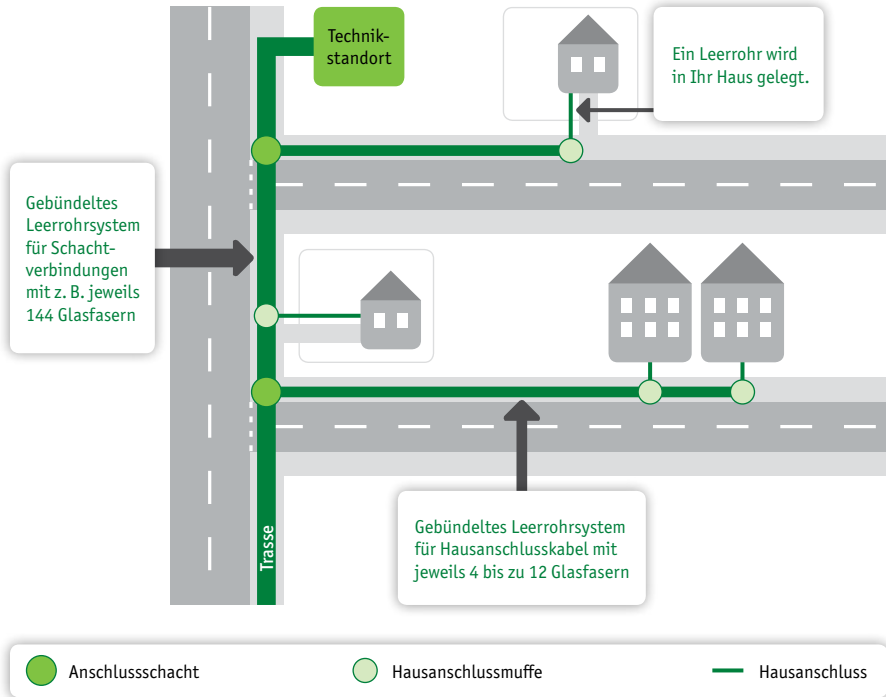 Technik-
standort
Ein Leerrohr wird
in Ihr Haus gelegt.
Gebündeltes
Leerrohrsystem
für Schacht-
verbindungen
mit z. B. jeweils
144 Glasfasern
Gebündeltes Leerrohrsystem
für Hausanschlusskabel mit
jeweils 4 bis zu 12 Glasfasern
Trasse
Anschlussschacht
Hausanschlussmuffe
Hausanschluss